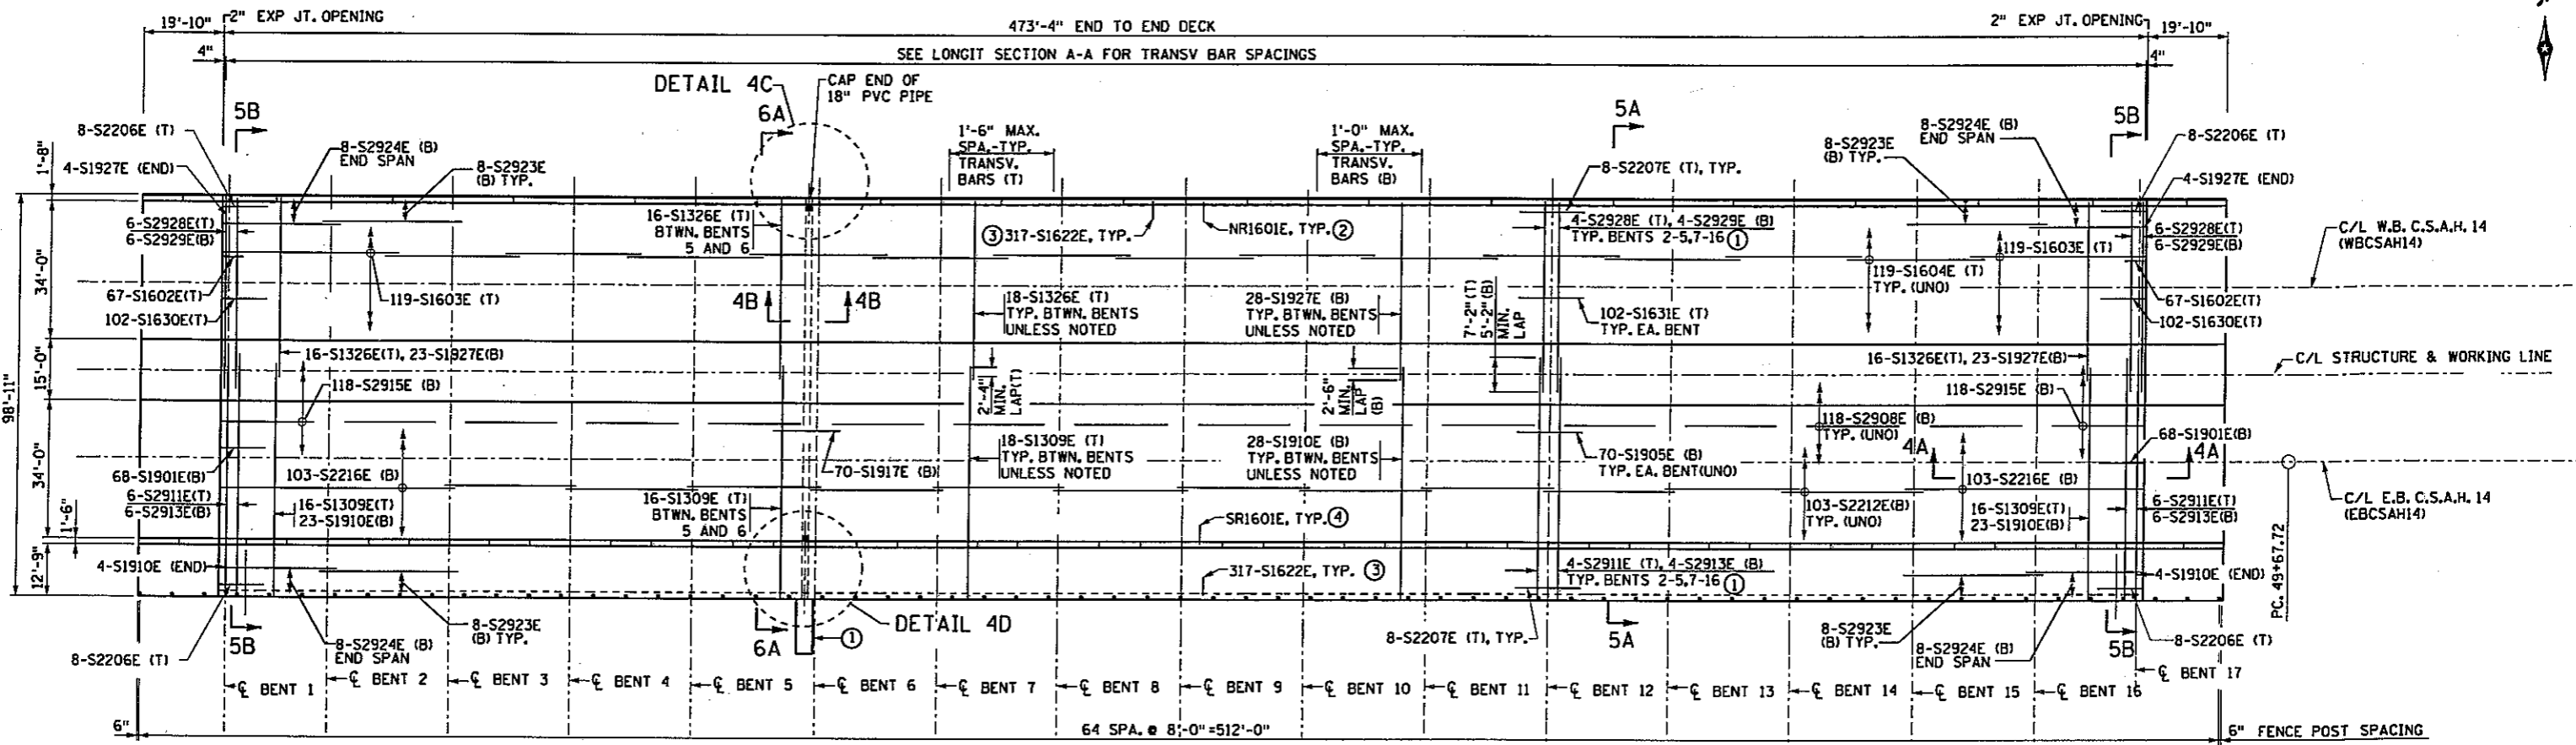 19'-10"
2" EXP JT. OPENING
473'-4" END TO END DECK
2" EXP JT. OPENING
19'-10"
4"
SEE LONGIT SECTION A-A FOR TRANSV BAR SPACINGS
4"
DETAIL 4C
CAP END OF
18" PVC PIPE
5B
6A
5A
5B
8-S2206E (T)
8-S2924E (B)
END SPAN
8-S2923E
(B) TYP.
1'-6" MAX.
SPA.-TYP.
TRANSV.
BARS (T)
1'-0" MAX.
SPA.-TYP.
TRANSV.
BARS (B)
8-S2207E (T), TYP.
8-S2923E
(B) TYP.
8-S2924E (B)
END SPAN
8-S2206E (T)
1'-8"
4-S1927E (END)
4-S1927E (END)
6-S2928E(T)
6-S2929E(B)
16-S1326E (T)
BTWN. BENTS
5 AND 6
③ 317-S1622E, TYP.
NR1601E, TYP. ②
4-S2928E (T), 4-S2929E (B)
TYP. BENTS 2-5,7-16 ①
6-S2928E(T)
6-S2929E(B)
C/L W.B. C.S.A.H. 14
(WBCSAH14)
34'-0"
67-S1602E(T)
102-S1630E(T)
119-S1603E (T)
4B
4B
18-S1326E (T)
TYP. BTWN. BENTS
UNLESS NOTED
28-S1927E (B)
TYP. BTWN. BENTS
UNLESS NOTED
7'-2"(T)
5'-2"(B)
MIN.
LAP
102-S1631E (T)
TYP. EA. BENT
119-S1604E (T)
TYP. (UNO)
119-S1603E (T)
67-S1602E(T)
102-S1630E(T)
16-S1326E(T), 23-S1927E(B)
16-S1326E(T), 23-S1927E(B)
C/L STRUCTURE & WORKING LINE
98'-11"
15'-0"
118-S2915E (B)
2'-4"
MIN.
LAP(T)
2'-6"
MIN.
LAP
(B)
118-S2915E (B)
118-S2908E (B)
TYP. (UNO)
34'-0"
68-S1901E(B)
103-S2216E (B)
70-S1917E (B)
18-S1309E (T)
TYP. BTWN. BENTS
UNLESS NOTED
28-S1910E (B)
TYP. BTWN. BENTS
UNLESS NOTED
70-S1905E (B)
TYP. EA. BENT(UNO)
4A
4A
68-S1901E(B)
6-S2911E(T)
6-S2913E(B)
16-S1309E(T)
23-S1910E(B)
16-S1309E (T)
BTWN. BENTS
5 AND 6
SR1601E, TYP. ④
103-S2212E(B)
TYP. (UNO)
103-S2216E (B)
16-S1309E(T)
23-S1910E(B)
6-S2911E(T)
6-S2913E(B)
C/L E.B. C.S.A.H. 14
(EBCSAH14)
PC. 49+67.72
1'-6"
12'-9"
4-S1910E (END)
317-S1622E, TYP. ③
4-S2911E (T), 4-S2913E (B)
TYP. BENTS 2-5,7-16 ①
4-S1910E (END)
5B
8-S2206E (T)
8-S2924E (B)
END SPAN
8-S2923E
(B) TYP.
6A
①
DETAIL 4D
8-S2207E (T), TYP.
5A
8-S2923E
(B) TYP.
8-S2924E (B)
END SPAN
5B
8-S2206E (T)
℄ BENT 1
℄ BENT 2
℄ BENT 3
℄ BENT 4
℄ BENT 5
℄ BENT 6
℄ BENT 7
℄ BENT 8
℄ BENT 9
℄ BENT 10
℄ BENT 11
℄ BENT 12
℄ BENT 13
℄ BENT 14
℄ BENT 15
℄ BENT 16
℄ BENT 17
6"
64 SPA. @ 8'-0"=512'-0"
6" FENCE POST SPACING